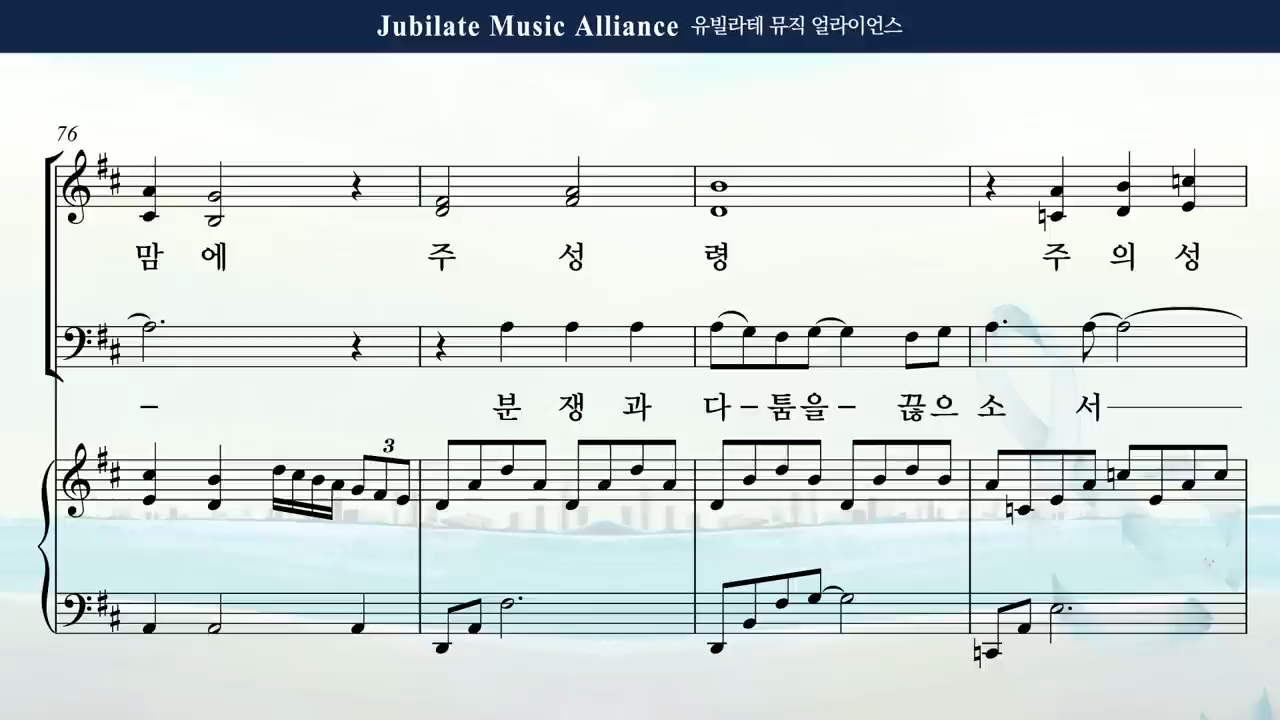 Jubilate Music Alliance 유빌라테 뮤직 얼라이언스
76
맘 에 주 성 령 주 의 성
– 분 쟁 과 다 – 툼 을 – 끊 으 소 서
3